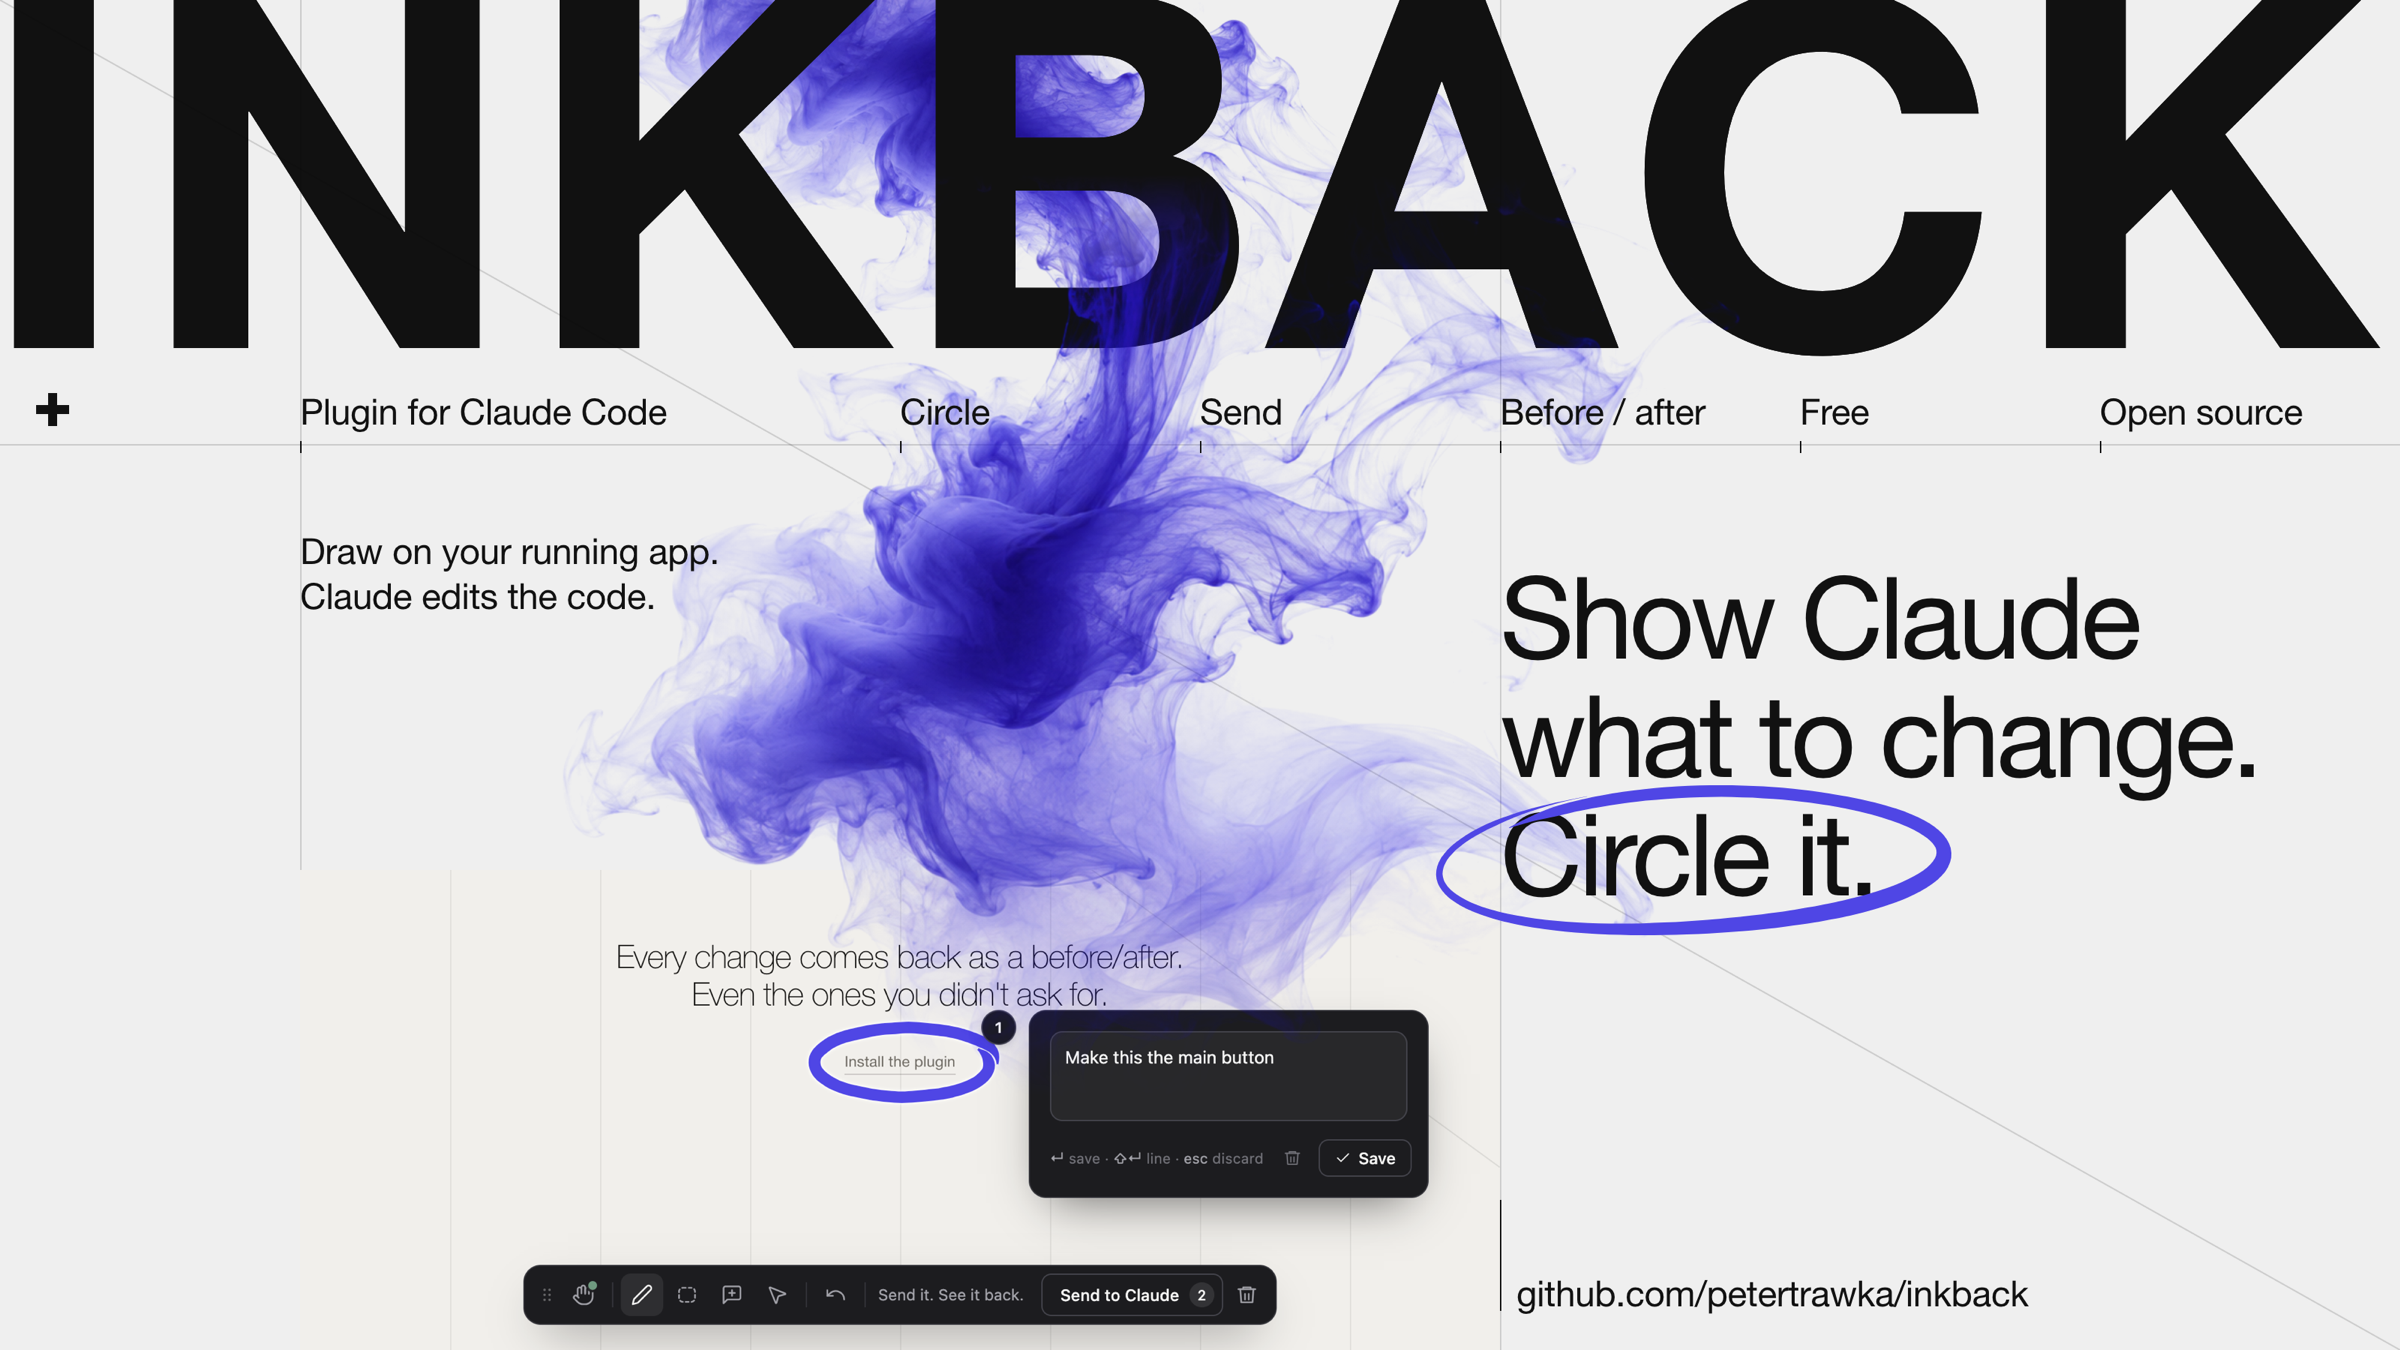 INKBACK
Plugin for Claude Code
Circle
Send
Before / after
Free
Open source
Draw on your running app.
Claude edits the code.
Show Claude
what to change.
Circle it.
Every change comes back as a before/after.
Even the ones you didn't ask for.
1
Install the plugin
Make this the main button
↵ save · ⇧↵ line · esc discard
✓ Save
Send it. See it back.
Send to Claude 2
github.com/petertrawka/inkback